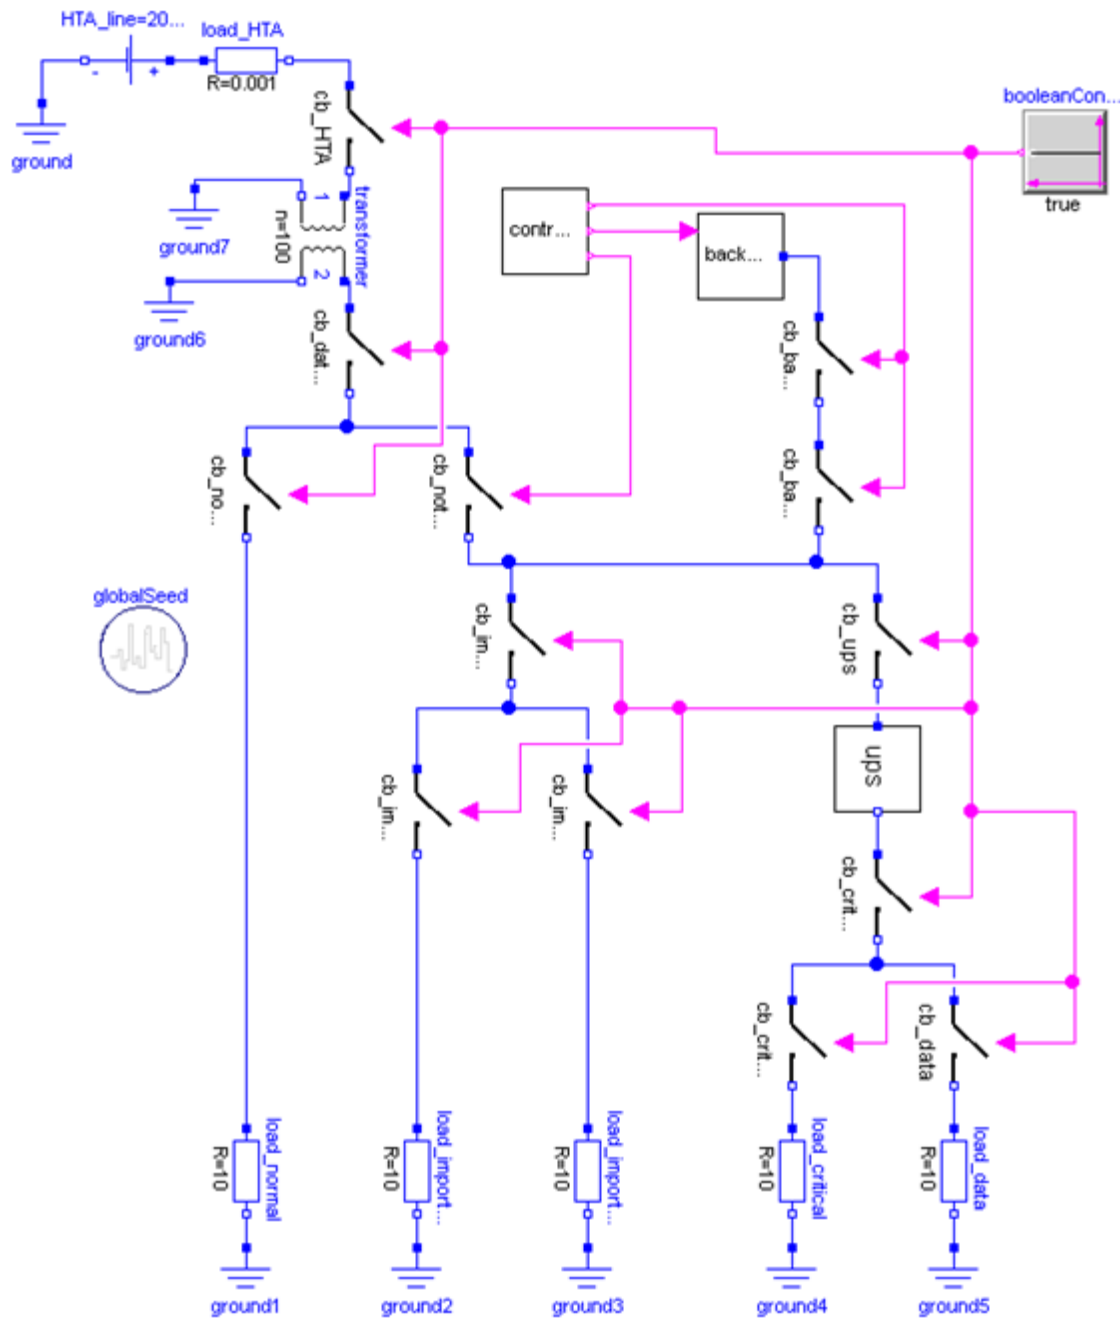 HTA_line=20...
load_HTA
R=0.001
ground
cb_HTA
booleanCon...
true
1
transformer
n=100
2
ground7
ground6
contr...
back...
cb_dat...
cb_ba...
cb_ba...
cb_no...
cb_not...
globalSeed
cb_im...
cb_ups
ups
cb_im...
cb_im...
cb_crit...
cb_crit...
cb_data
load_normal
R=10
load_import...
R=10
load_import...
R=10
load_critical
R=10
load_data
R=10
ground1
ground2
ground3
ground4
ground5